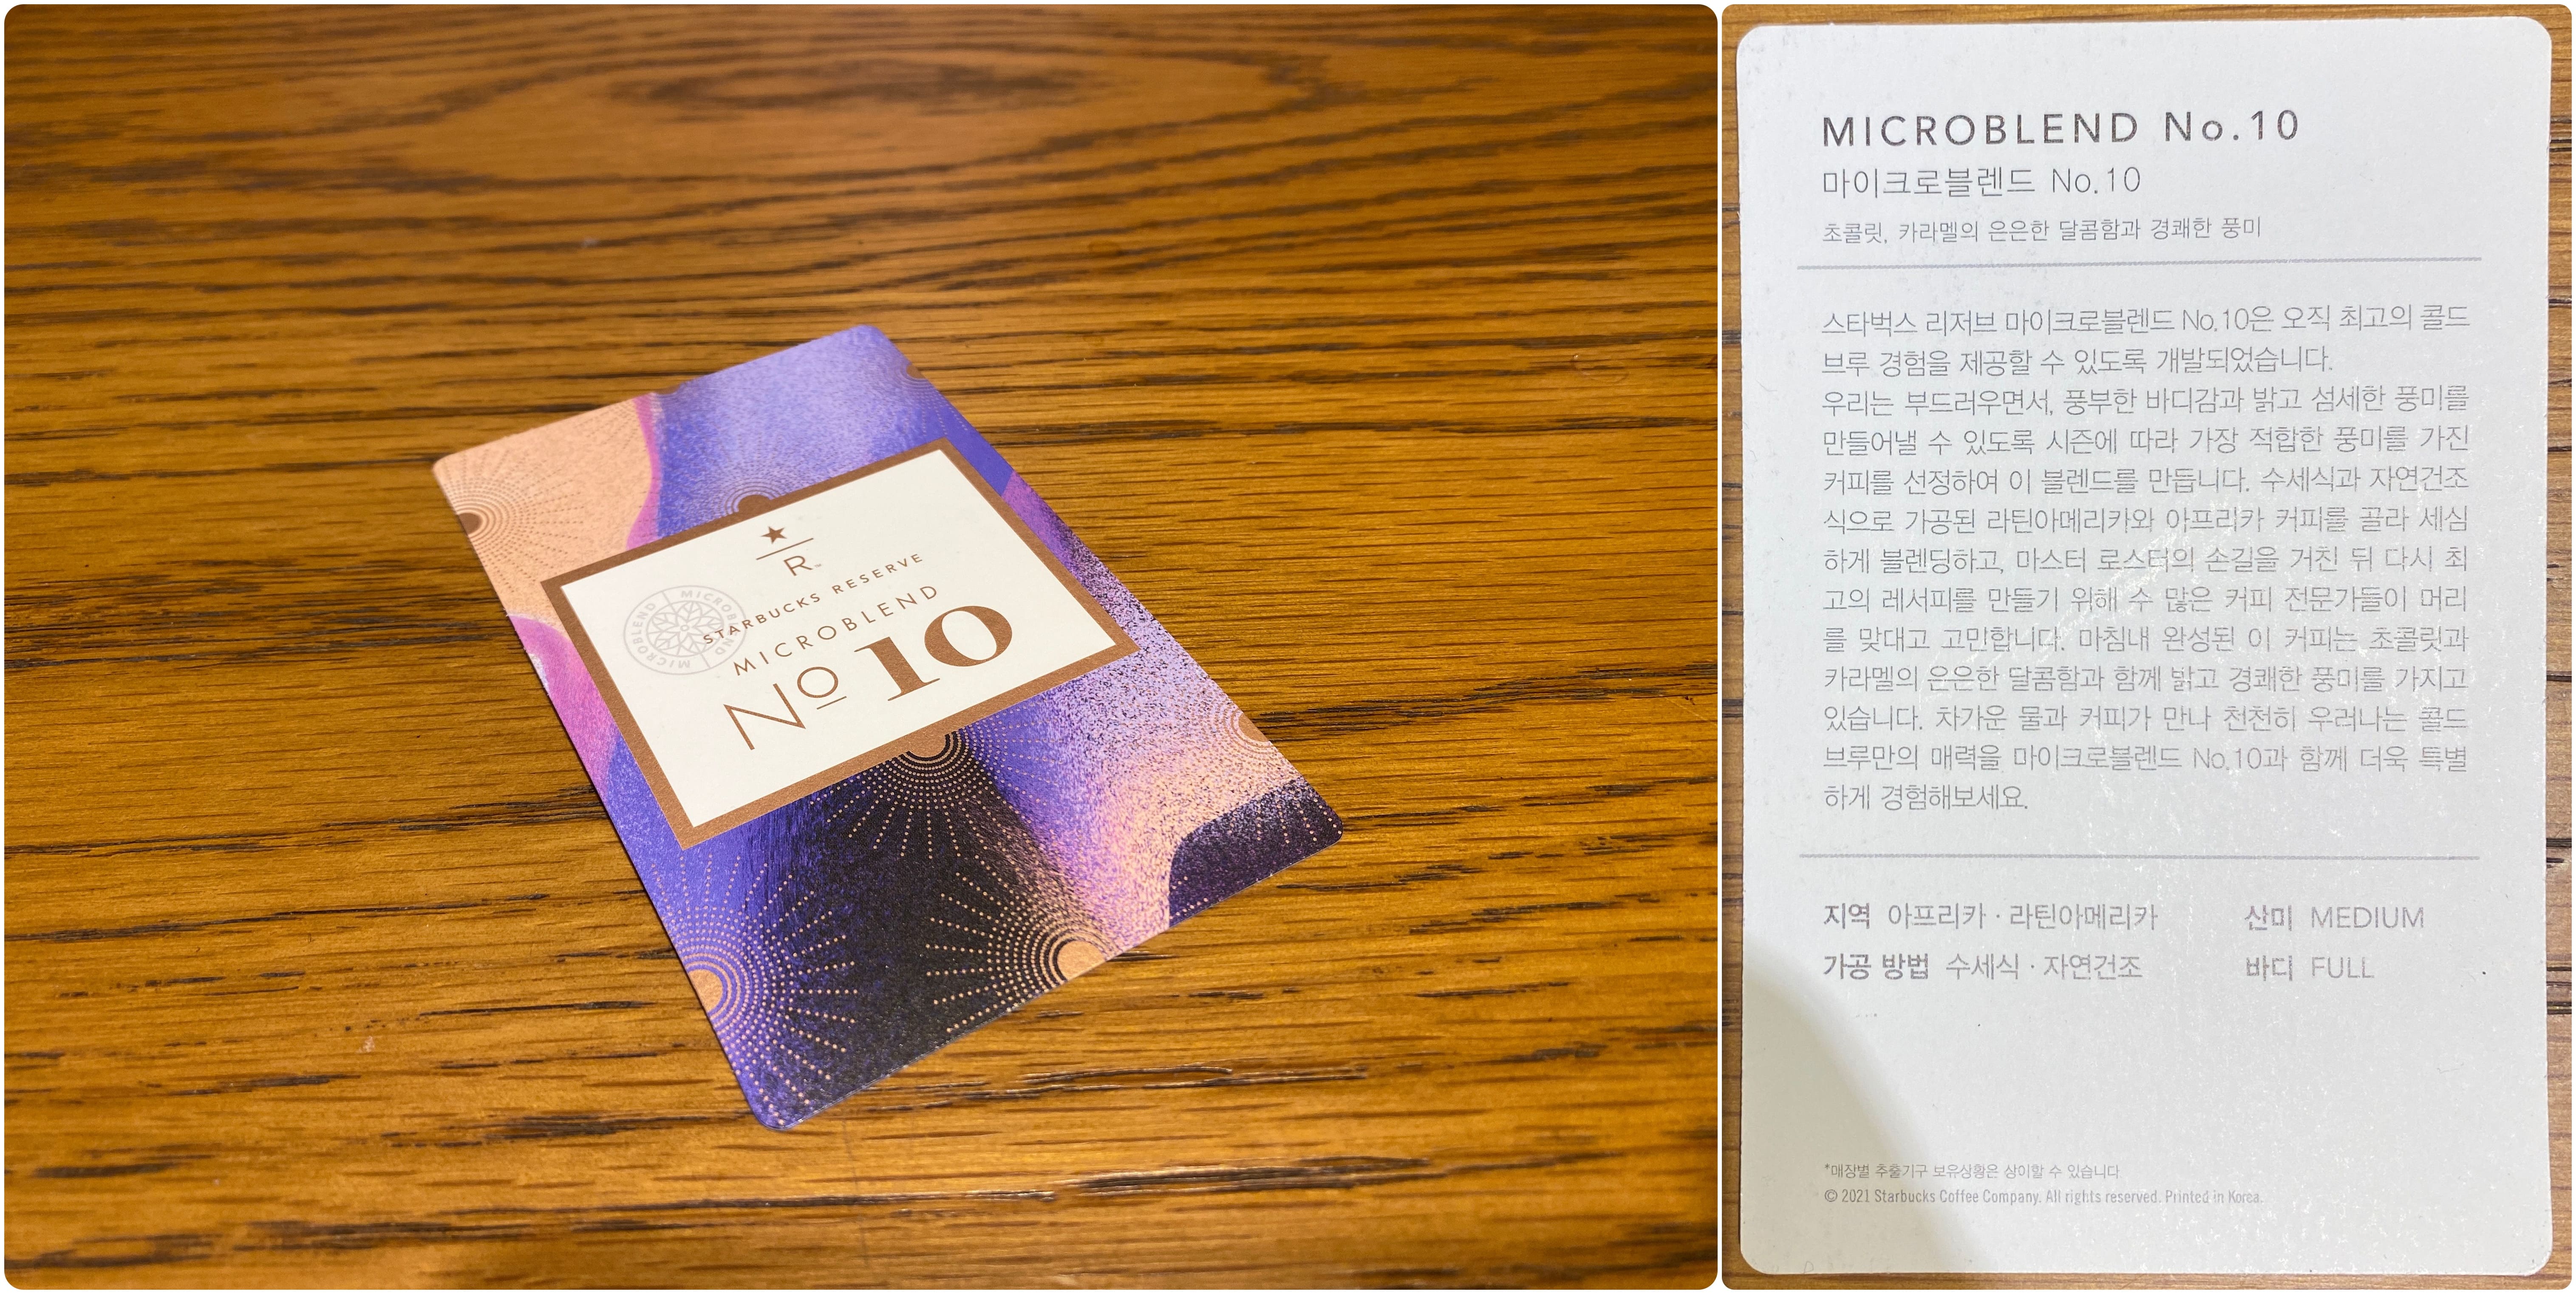 R
STARBUCKS RESERVE
MICROBLEND
No 10
MICROBLEND MICROBLEND MICROBLEND
MICROBLEND No.10
마이크로블렌드 No.10
초콜릿, 카라멜의 은은한 달콤함과 경쾌한 풍미
스타벅스 리저브 마이크로블렌드 No.10은 오직 최고의 콜드
브루 경험을 제공할 수 있도록 개발되었습니다.
우리는 부드러우면서, 풍부한 바디감과 밝고 섬세한 풍미를
만들어낼 수 있도록 시즌에 따라 가장 적합한 풍미를 가진
커피를 선정하여 이 블렌드를 만듭니다. 수세식과 자연건조
식으로 가공된 라틴아메리카와 아프리카 커피를 골라 세심
하게 블렌딩하고, 마스터 로스터의 손길을 거친 뒤 다시 최
고의 레서피를 만들기 위해 수 많은 커피 전문가들이 머리
를 맞대고 고민합니다. 마침내 완성된 이 커피는 초콜릿과
카라멜의 은은한 달콤함과 함께 밝고 경쾌한 풍미를 가지고
있습니다. 차가운 물과 커피가 만나 천천히 우러나는 콜드
브루만의 매력을 마이크로블렌드 No.10과 함께 더욱 특별
하게 경험해보세요.
지역 아프리카 · 라틴아메리카 산미 MEDIUM
가공 방법 수세식 · 자연건조 바디 FULL
*매장별 추출기구 보유상황은 상이할 수 있습니다
© 2021 Starbucks Coffee Company. All rights reserved. Printed in Korea.